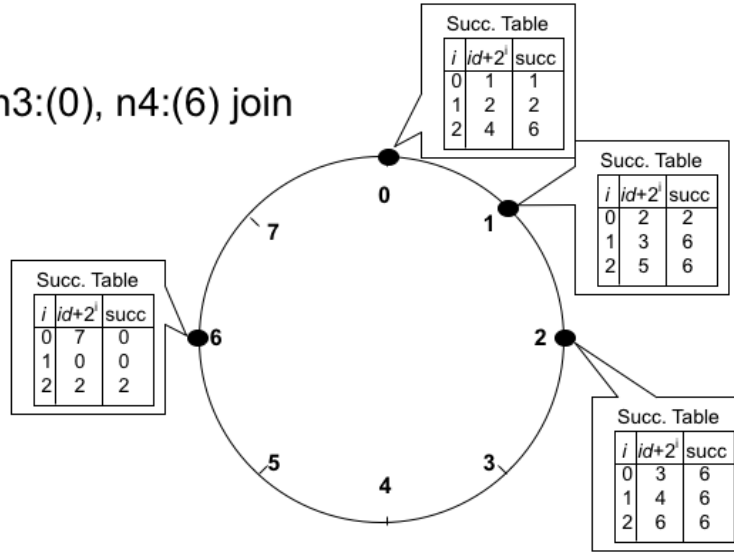 n3:(0), n4:(6) join
Succ. Table
i id+2^i succ
0 1 1
1 2 2
2 4 6
Succ. Table
i id+2^i succ
0 2 2
1 3 6
2 5 6
0
1
7
Succ. Table
i id+2^i succ
0 7 0
1 0 0
2 2 2
6
2
Succ. Table
i id+2^i succ
0 3 6
1 4 6
2 6 6
5
3
4